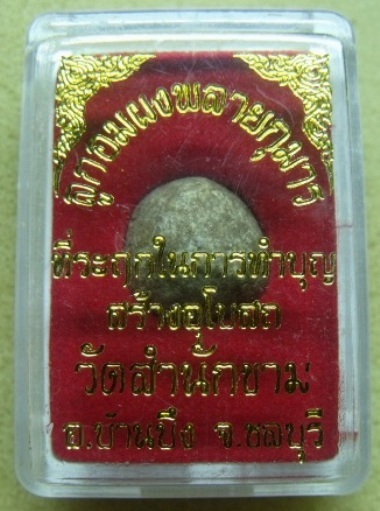 ลูกอมผงพลายกุมาร
ที่ระฤกในการทำบุญ
สร้างอุโบสถ
วัดสำนักขาม
อ.บ้านบึง จ.ชลบุรี